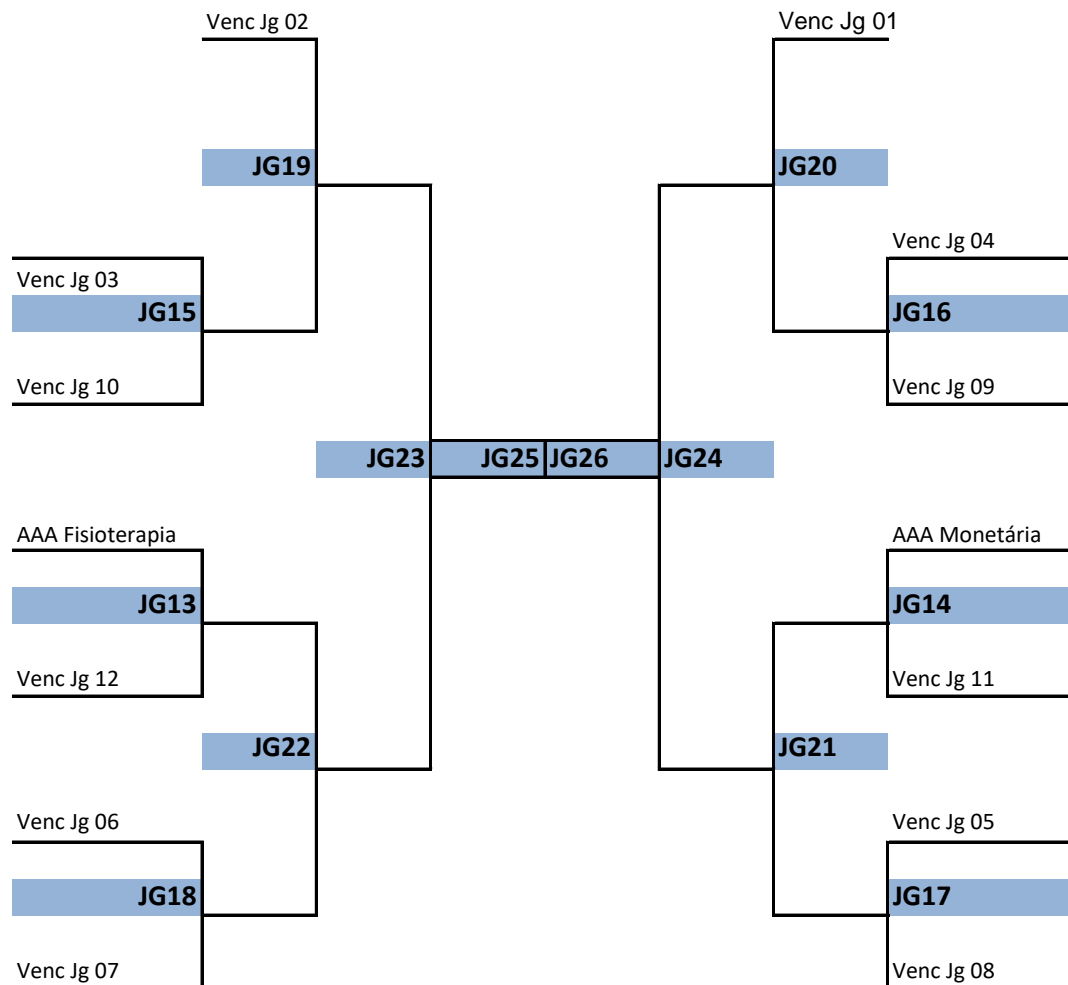 Venc Jg 02
Venc Jg 01
JG19
JG20
Venc Jg 04
Venc Jg 03
JG15
JG16
Venc Jg 10
Venc Jg 09
JG23
JG25
JG26
JG24
AAA Fisioterapia
AAA Monetária
JG13
JG14
Venc Jg 12
Venc Jg 11
JG22
JG21
Venc Jg 06
Venc Jg 05
JG18
JG17
Venc Jg 07
Venc Jg 08